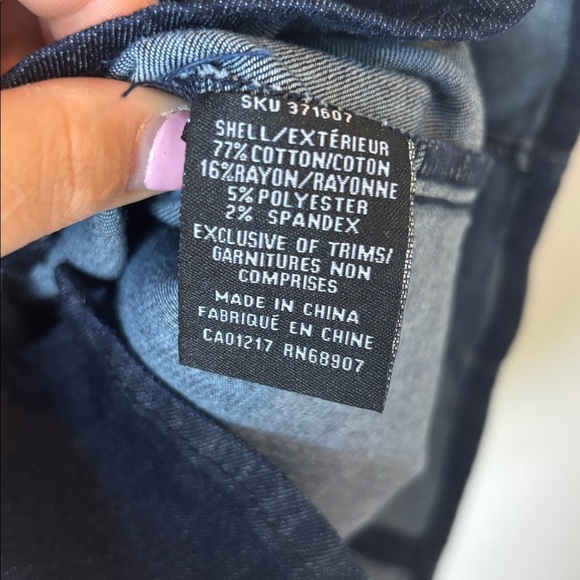 SKU 371607
SHELL/EXTÉRIEUR
77% COTTON/COTON
16% RAYON/RAYONNE
5% POLYESTER
2% SPANDEX
EXCLUSIVE OF TRIMS/
GARNITURES NON
COMPRISES
MADE IN CHINA
FABRIQUÉ EN CHINE
CA01217 RN68907